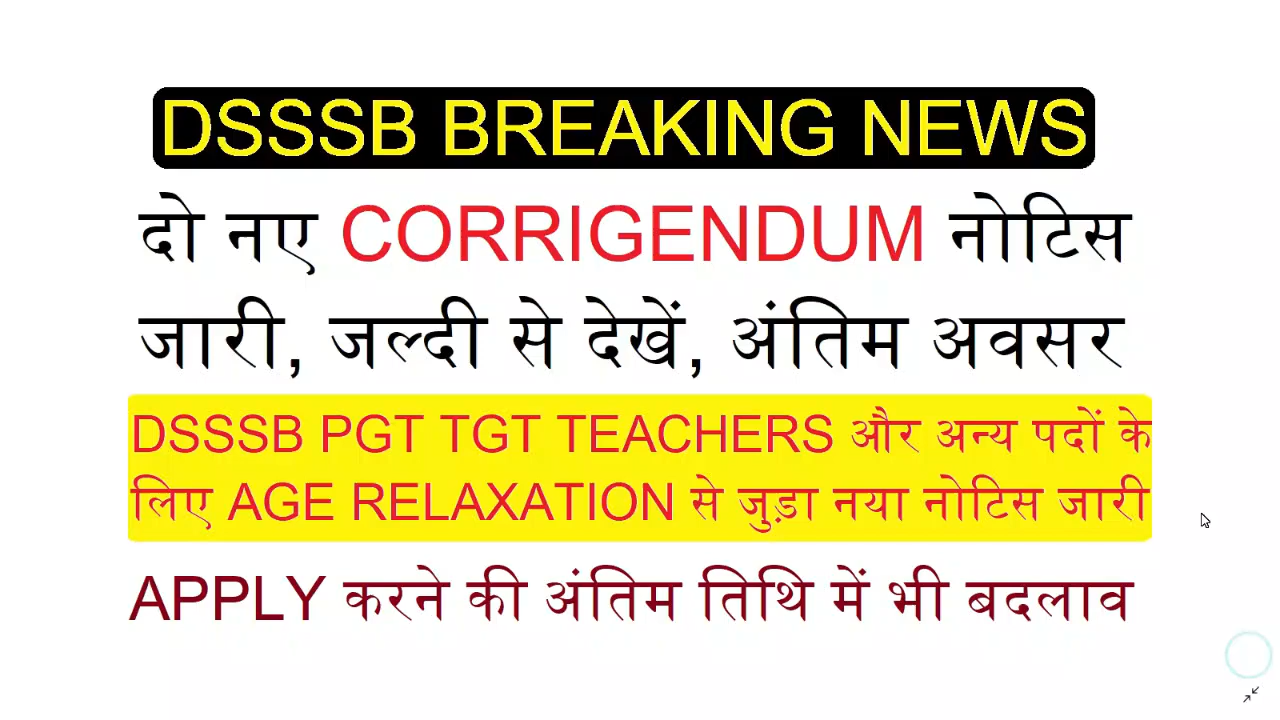 DSSSB BREAKING NEWS
दो नए CORRIGENDUM नोटिस
जारी, जल्दी से देखें, अंतिम अवसर
DSSSB PGT TGT TEACHERS और अन्य पदों के
लिए AGE RELAXATION से जुड़ा नया नोटिस जारी
APPLY करने की अंतिम तिथि में भी बदलाव